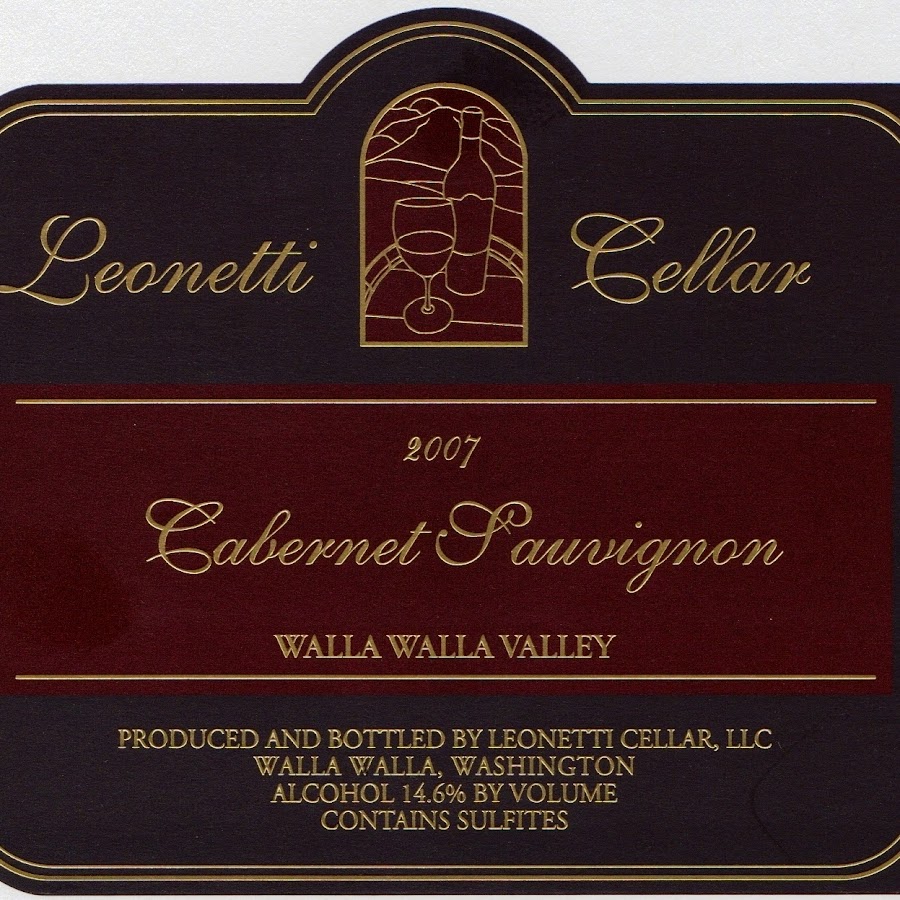 Leonetti Cellar
2007
Cabernet Sauvignon
WALLA WALLA VALLEY
PRODUCED AND BOTTLED BY LEONETTI CELLAR, LLC
WALLA WALLA, WASHINGTON
ALCOHOL 14.6% BY VOLUME
CONTAINS SULFITES